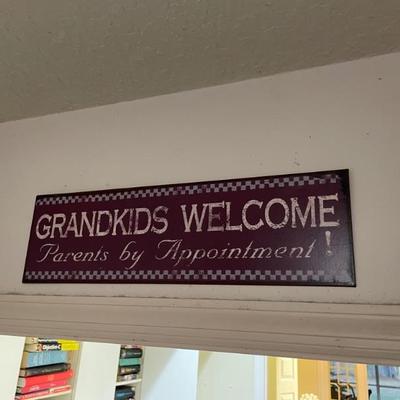 GRANDKIDS WELCOME
Parents by Appointment!